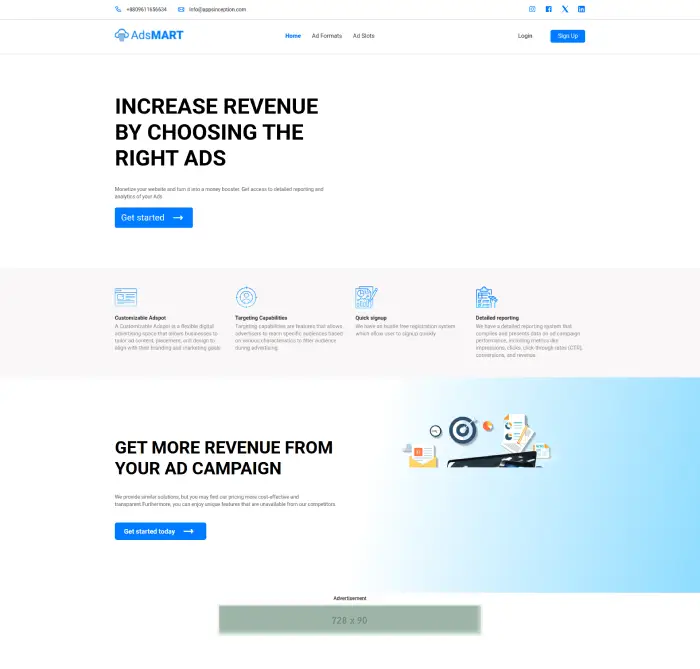 +8809611656634
info@appsinception.com
AdsMART
Home
Ad Formats
Ad Slots
Login
Sign Up
INCREASE REVENUE
BY CHOOSING THE
RIGHT ADS
Monetize your website and turn it into a money booster. Get access to detailed reporting and
analytics of your Ads
Get started
Customizable Adspot
A Customizable Adspot is a flexible digital
advertising space that allows businesses to
tailor ad content, placement, and design to
align with their branding and marketing goals
Targeting Capabilities
Targeting capabilities are features that allows
advertisers to reach specific audiences based
on various characteristics to filter audience
during advertising.
Quick signup
We have an hustle free registration system
which allow user to signup quickly
Detailed reporting
We have a detailed reporting system that
compiles and presents data on ad campaign
performance, including metrics like
impressions, clicks, click-through rates (CTR),
conversions, and revenue.
GET MORE REVENUE FROM
YOUR AD CAMPAIGN
We provide similar solutions, but you may find our pricing more cost-effective and
transparent.Furthermore, you can enjoy unique features that are unavailable from our competitors.
Get started today
Advertisement
728 x 90